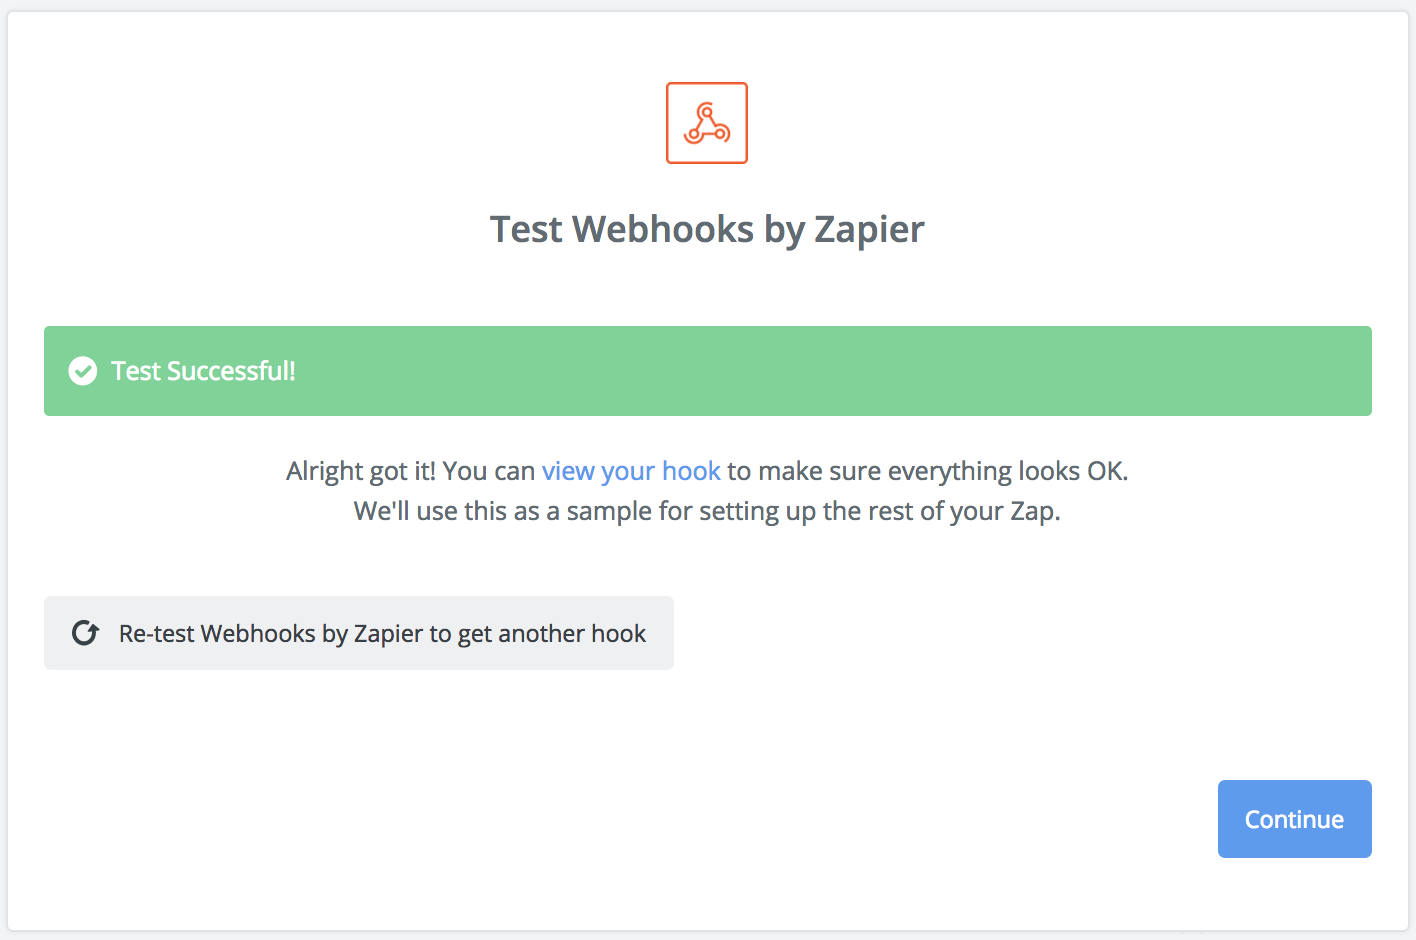 Test Webhooks by Zapier
Test Successful!
Alright got it! You can view your hook to make sure everything looks OK.
We'll use this as a sample for setting up the rest of your Zap.
Re-test Webhooks by Zapier to get another hook
Continue